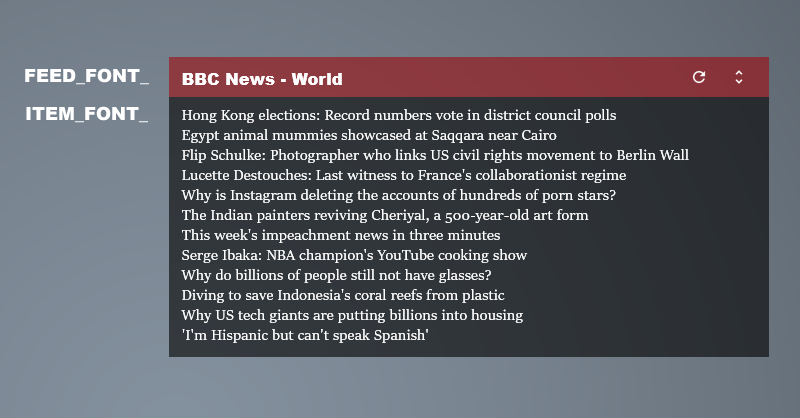 FEED_FONT_
BBC News - World
ITEM_FONT_
Hong Kong elections: Record numbers vote in district council polls
Egypt animal mummies showcased at Saqqara near Cairo
Flip Schulke: Photographer who links US civil rights movement to Berlin Wall
Lucette Destouches: Last witness to France's collaborationist regime
Why is Instagram deleting the accounts of hundreds of porn stars?
The Indian painters reviving Cheriyal, a 500-year-old art form
This week's impeachment news in three minutes
Serge Ibaka: NBA champion's YouTube cooking show
Why do billions of people still not have glasses?
Diving to save Indonesia's coral reefs from plastic
Why US tech giants are putting billions into housing
'I'm Hispanic but can't speak Spanish'